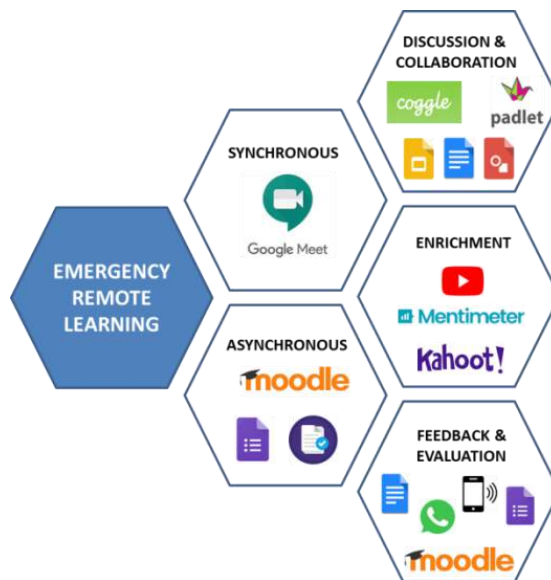 DISCUSSION &
COLLABORATION
coggle
padlet
SYNCHRONOUS
Google Meet
EMERGENCY
REMOTE
LEARNING
ENRICHMENT
Mentimeter
Kahoot!
ASYNCHRONOUS
moodle
FEEDBACK &
EVALUATION
moodle